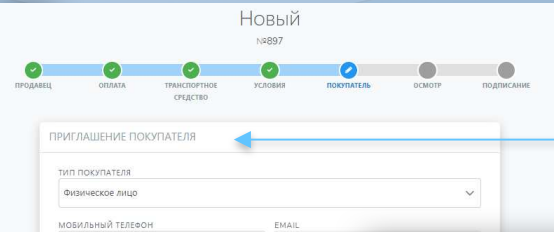 Новый
№897
ПРОДАВЕЦ ОПЛАТА ТРАНСПОРТНОЕ СРЕДСТВО УСЛОВИЯ ПОКУПАТЕЛЬ ОСМОТР ПОДПИСАНИЕ
ПРИГЛАШЕНИЕ ПОКУПАТЕЛЯ
ТИП ПОКУПАТЕЛЯ
Физическое лицо
МОБИЛЬНЫЙ ТЕЛЕФОН EMAIL